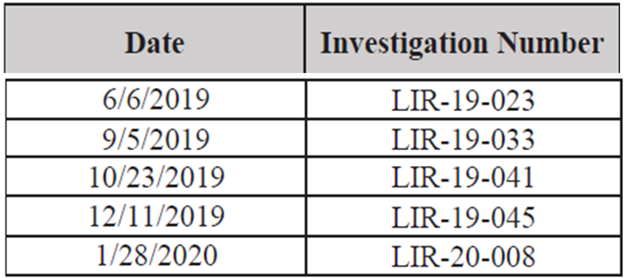 Date Investigation Number
6/6/2019 LIR-19-023
9/5/2019 LIR-19-033
10/23/2019 LIR-19-041
12/11/2019 LIR-19-045
1/28/2020 LIR-20-008